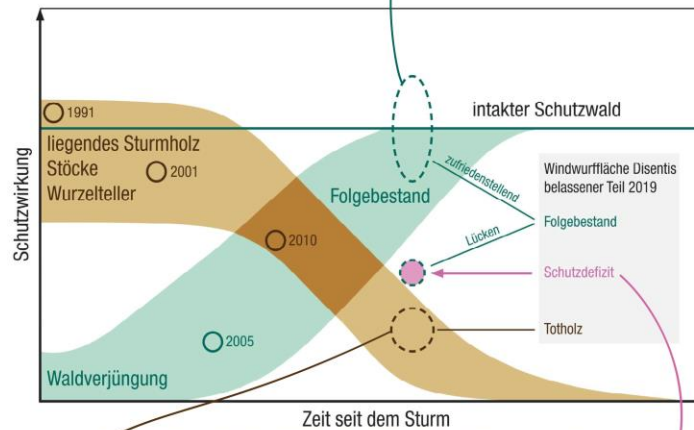 Schutzwirkung
1991
intakter Schutzwald
liegendes Sturmholz
Stöcke
Wurzelteller
2001
zufriedenstellend
Folgebestand
Windwurffläche Disentis
belassener Teil 2019
Folgebestand
Lücken
2010
Schutzdefizit
Totholz
2005
Waldverjüngung
Zeit seit dem Sturm